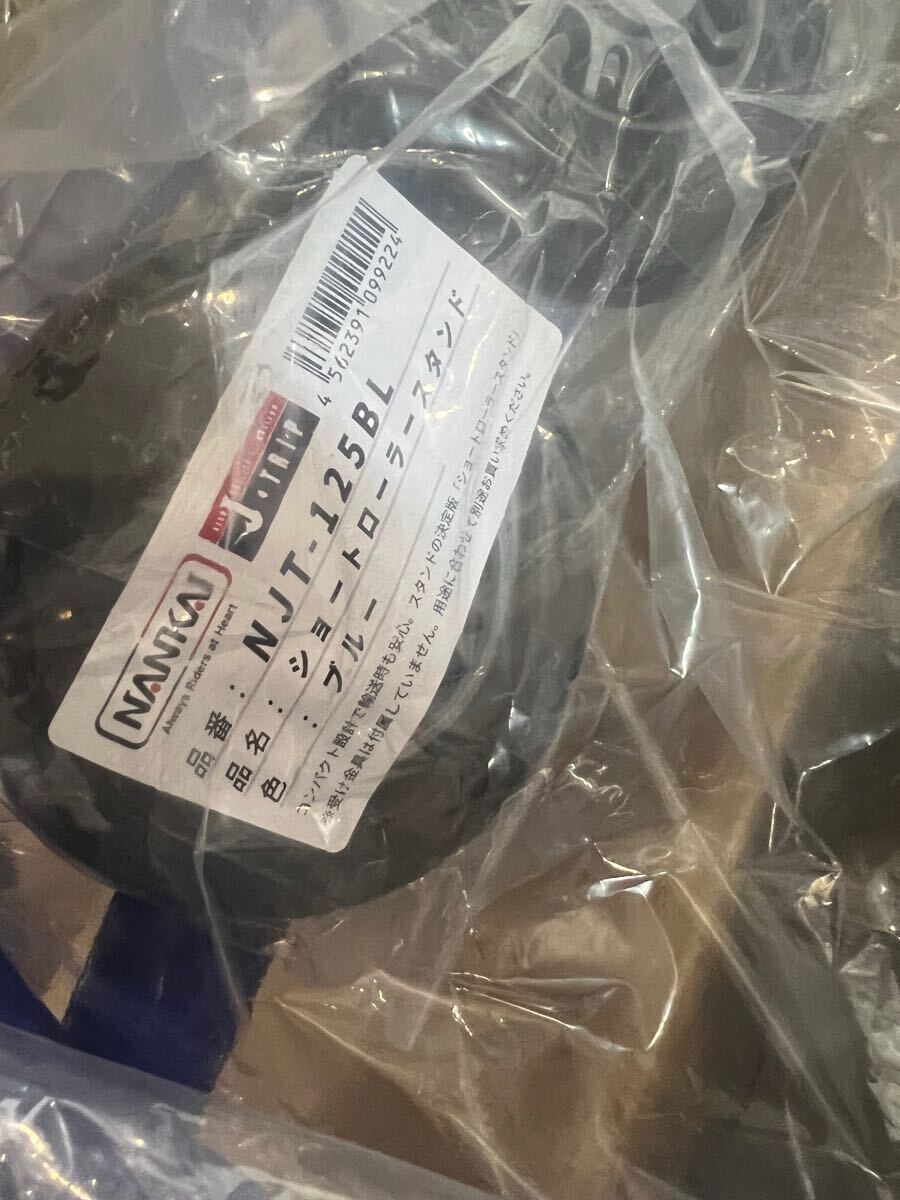 NANKAI
Always Riders at Heart
J・TRIP
4 562391 099224
品番：NJT-125BL
品名：ショートローラースタンド
色：ブルー
コンパクト設計で輸送時も安心。スタンドの決定版「ショートローラースタンド」
※受け金具は付属していません。用途に合わせて別途お買い求めください。